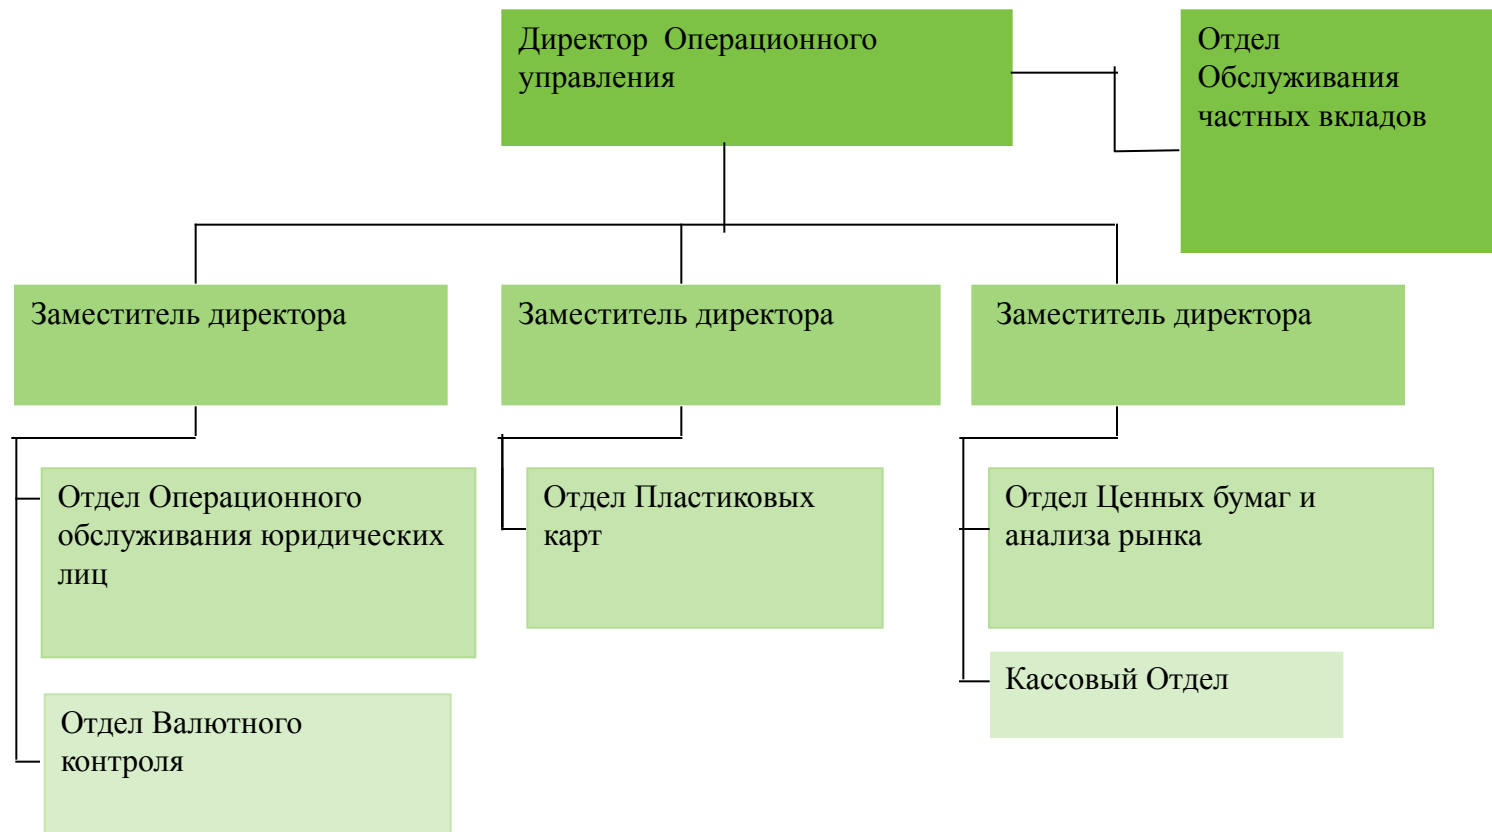 Директор  Операционного
управления
Отдел
Обслуживания
частных вкладов
Заместитель директора
Заместитель директора
Заместитель директора
Отдел Операционного
обслуживания юридических
лиц
Отдел Пластиковых
карт
Отдел Ценных бумаг и
анализа рынка
Кассовый Отдел
Отдел Валютного
контроля